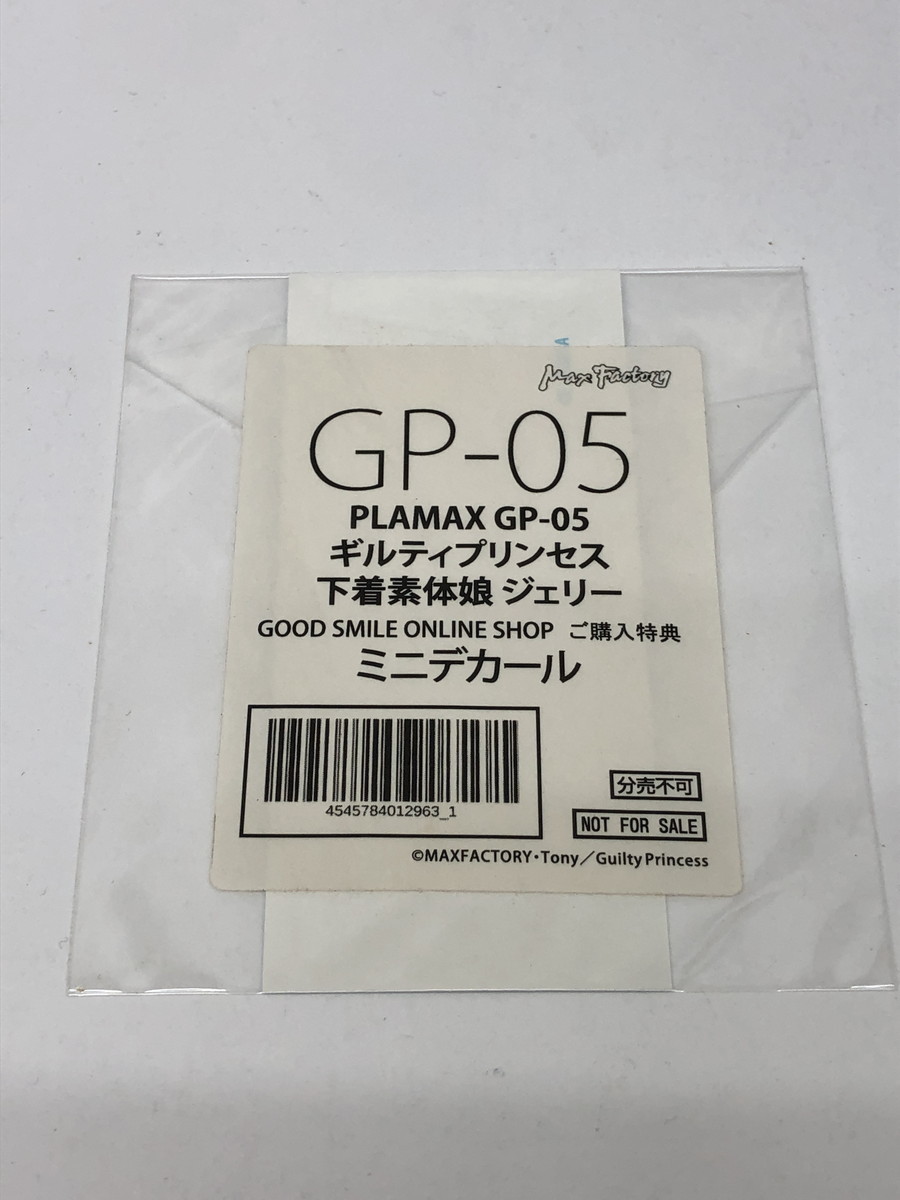 Max Factory
GP-05
PLAMAX GP-05
ギルティプリンセス
下着素体娘 ジェリー
GOOD SMILE ONLINE SHOP ご購入特典
ミニデカール
4545784012963_1
分売不可
NOT FOR SALE
©MAXFACTORY・Tony／Guilty Princess